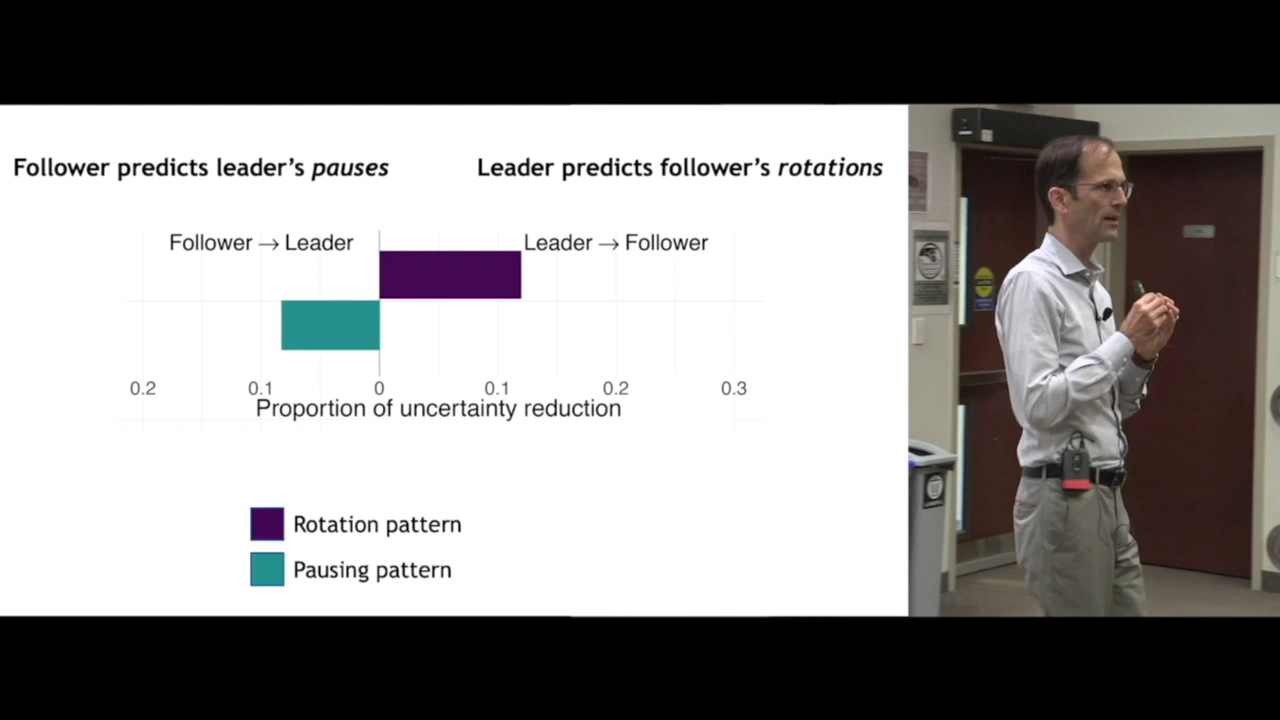 Follower predicts leader's pauses
Leader predicts follower's rotations
Follower → Leader
Leader → Follower
0.2 0.1 0 0.1 0.2 0.3
Proportion of uncertainty reduction
Rotation pattern
Pausing pattern